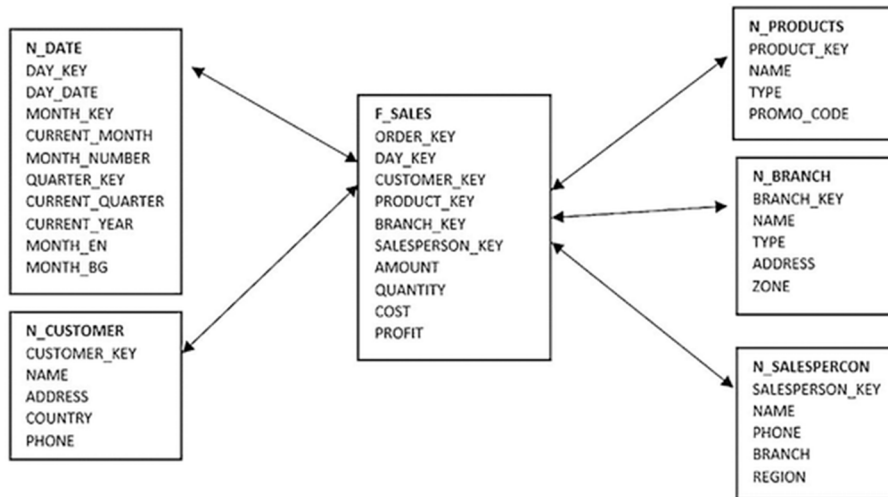 N_DATE
DAY_KEY
DAY_DATE
MONTH_KEY
CURRENT_MONTH
MONTH_NUMBER
QUARTER_KEY
CURRENT_QUARTER
CURRENT_YEAR
MONTH_EN
MONTH_BG
N_CUSTOMER
CUSTOMER_KEY
NAME
ADDRESS
COUNTRY
PHONE
F_SALES
ORDER_KEY
DAY_KEY
CUSTOMER_KEY
PRODUCT_KEY
BRANCH_KEY
SALESPERSON_KEY
AMOUNT
QUANTITY
COST
PROFIT
N_PRODUCTS
PRODUCT_KEY
NAME
TYPE
PROMO_CODE
N_BRANCH
BRANCH_KEY
NAME
TYPE
ADDRESS
ZONE
N_SALESPERCON
SALESPERSON_KEY
NAME
PHONE
BRANCH
REGION